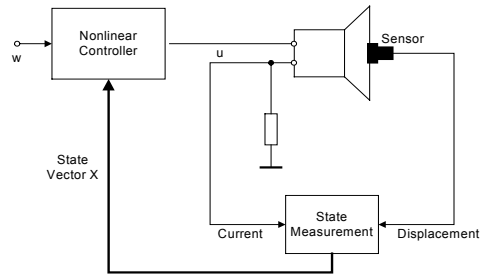 Nonlinear
Controller
w
u
Sensor
State
Vector X
Current
State
Measurement
Displacement